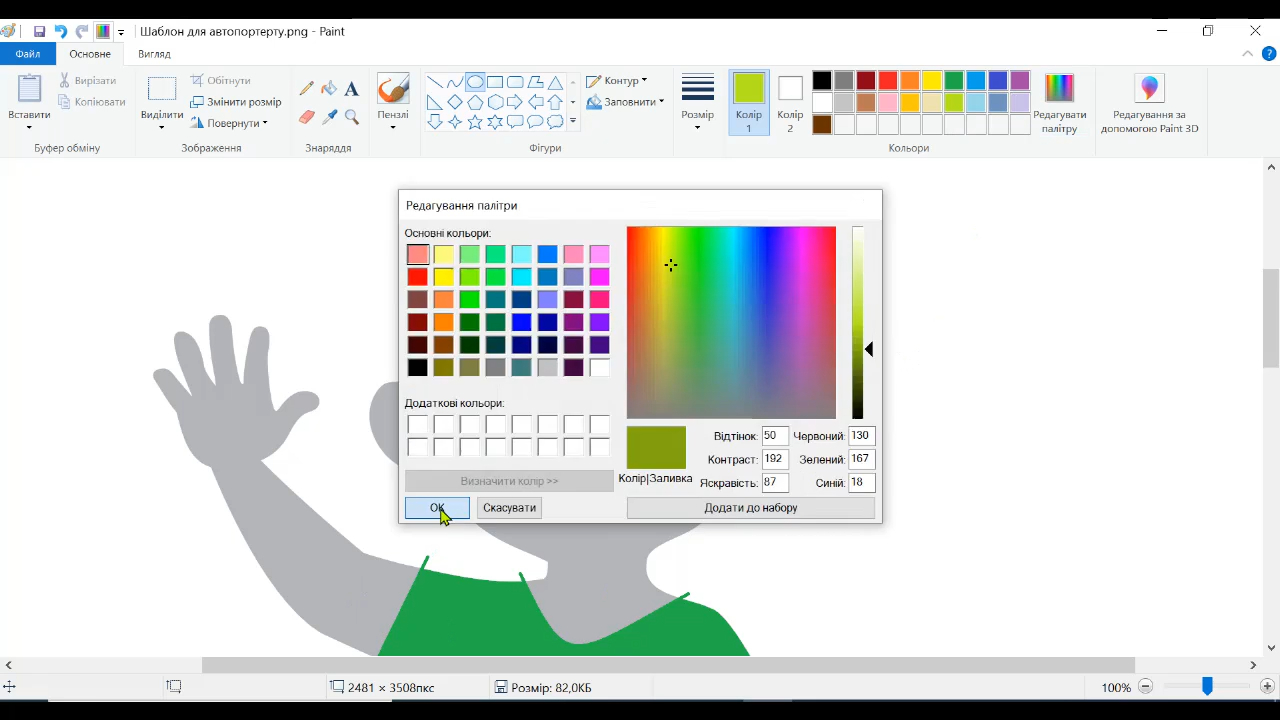 Шаблон для автопортерту.png - Paint
Файл Основне Вигляд
Вставити
Вирізати
Копіювати
Буфер обміну
Виділити
Обітнути
Змінити розмір
Повернути
Зображення
A
Знаряддя
Пензлі
Контур
Заповнити
Фігури
Розмір
Колір 1
Колір 2
Редагувати палітру
Кольори
Редагування за допомогою Paint 3D
Редагування палітри
Основні кольори:
Додаткові кольори:
Визначити колір >>
OK Скасувати
Колір|Заливка
Відтінок: 50 Червоний: 130
Контраст: 192 Зелений: 167
Яскравість: 87 Синій: 18
Додати до набору
2481 × 3508пкс Розмір: 82,0КБ 100%